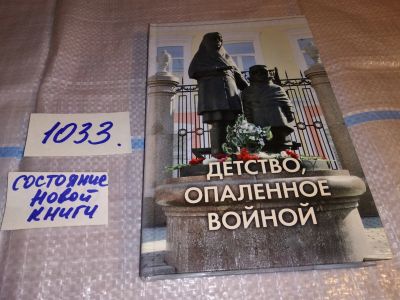 1033.
СОСТОЯНИЕ
НОВОЙ
КНИГИ
ДЕТСТВО,
ОПАЛЕННОЕ
ВОЙНОЙ